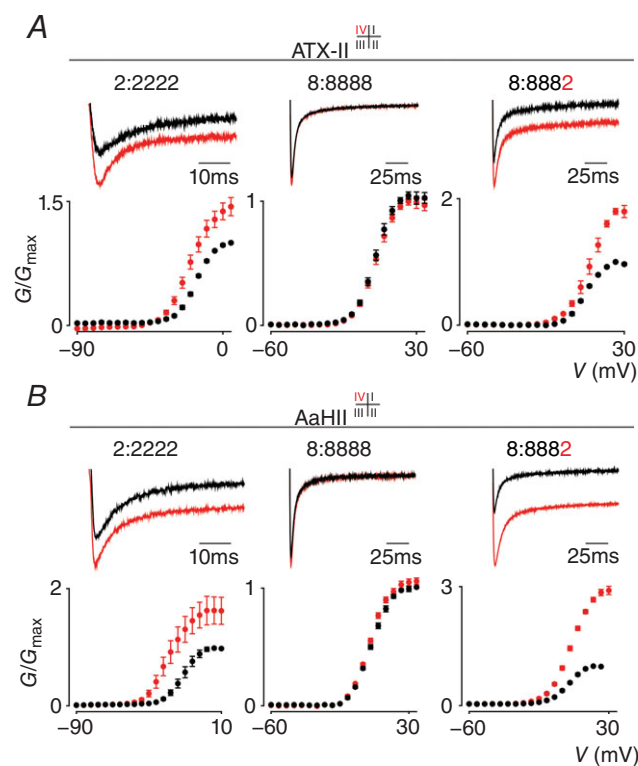 A
ATX-II IV I III II
2:2222 8:8888 8:8882
10ms 25ms 25ms
G/Gmax
1.5 0 −90 0
1 0 −60 30
2 0 −60 30
V (mV)
B
AaHII IV I III II
2:2222 8:8888 8:8882
10ms 25ms 25ms
G/Gmax
2 0 −90 10
1 0 −60 30
3 0 −60 30
V (mV)